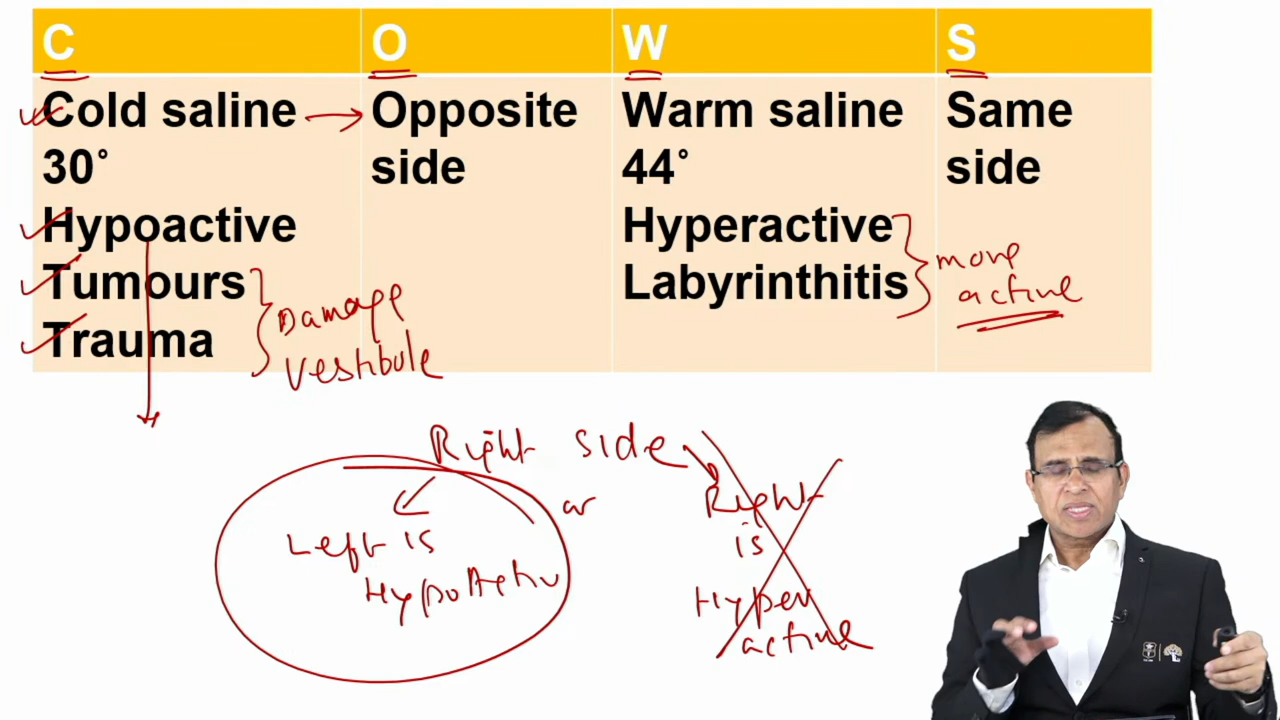 C O W S
Cold saline → Opposite Warm saline Same
30° side 44° side
Hypoactive Hyperactive
Tumours Labyrinthitis
Trauma
more
active
Damage
Vestibule
Right side
or
Left is
HypoActiv
Right
is
Hyper
active